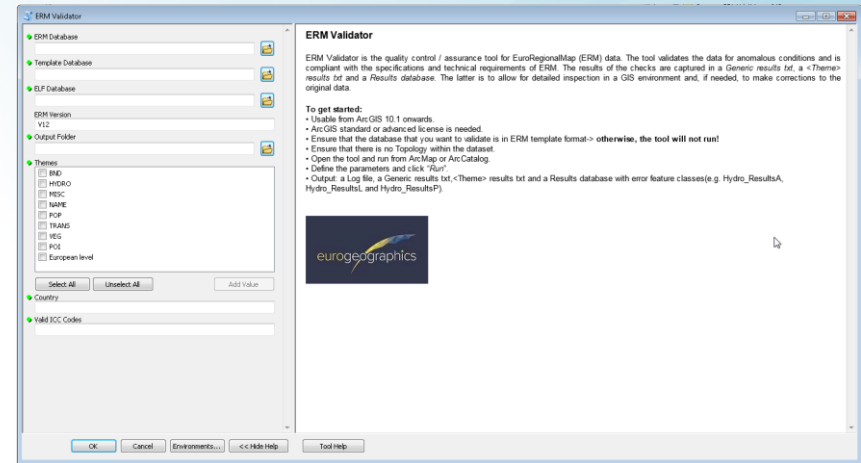 ERM Validator
ERM Database
Template Database
ELF Database
ERM Version
V12
Output Folder
Themes
BND
HYDRO
MISC
NAME
POP
TRANS
VEG
POI
European level
Select All
Unselect All
Add Value
Country
Valid ICC Codes
OK
Cancel
Environments...
<< Hide Help
Tool Help
ERM Validator
ERM Validator is the quality control / assurance tool for EuroRegionalMap (ERM) data. The tool validates the data for anomalous conditions and is
compliant with the specifications and technical requirements of ERM. The results of the checks are captured in a Generic results txt, a <Theme>
results txt and a Results database. The latter is to allow for detailed inspection in a GIS environment and, if needed, to make corrections to the
original data.
To get started:
• Usable from ArcGIS 10.1 onwards.
• ArcGIS standard or advanced license is needed.
• Ensure that the database that you want to validate is in ERM template format-> otherwise, the tool will not run!
• Ensure that there is no Topology within the dataset.
• Open the tool and run from ArcMap or ArcCatalog.
• Define the parameters and click "Run".
• Output: a Log file, a Generic results txt,<Theme> results txt and a Results database with error feature classes(e.g. Hydro_ResultsA,
Hydro_ResultsL and Hydro_ResultsP).
eurogeographics